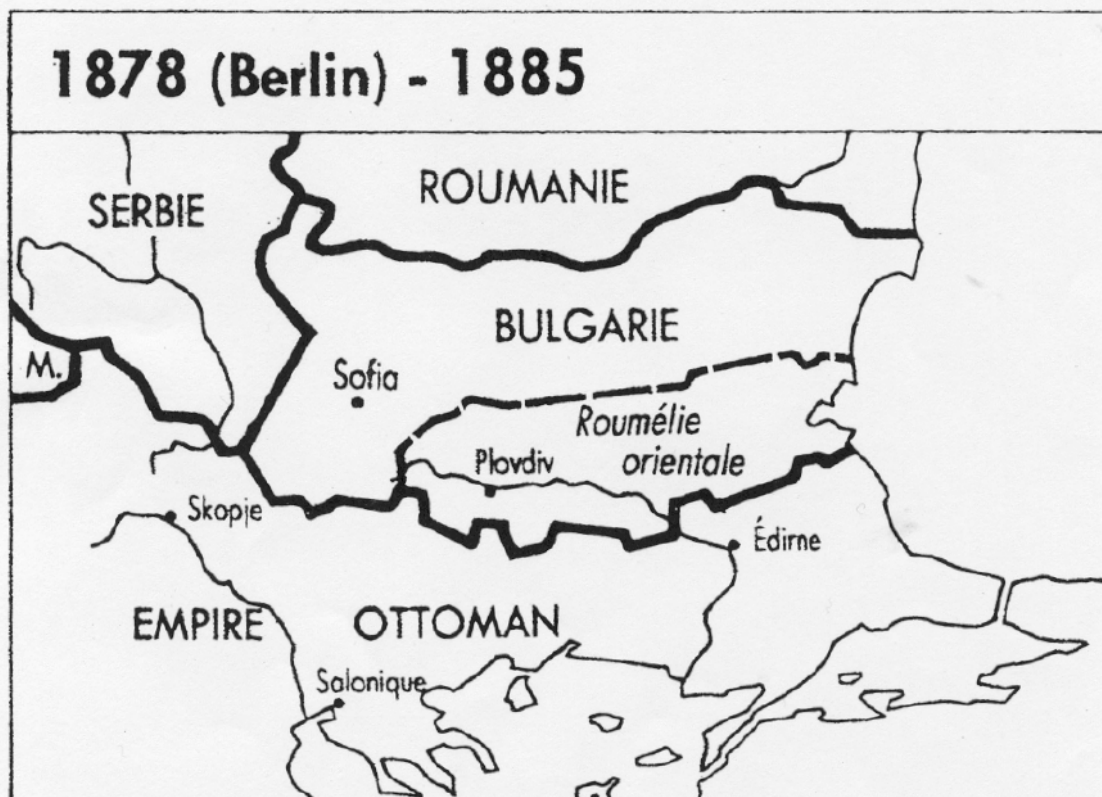 1878 (Berlin) - 1885
ROUMANIE
SERBIE
BULGARIE
M.
Sofia
Roumélie
orientale
Plovdiv
Skopje
Édirne
EMPIRE OTTOMAN
Salonique